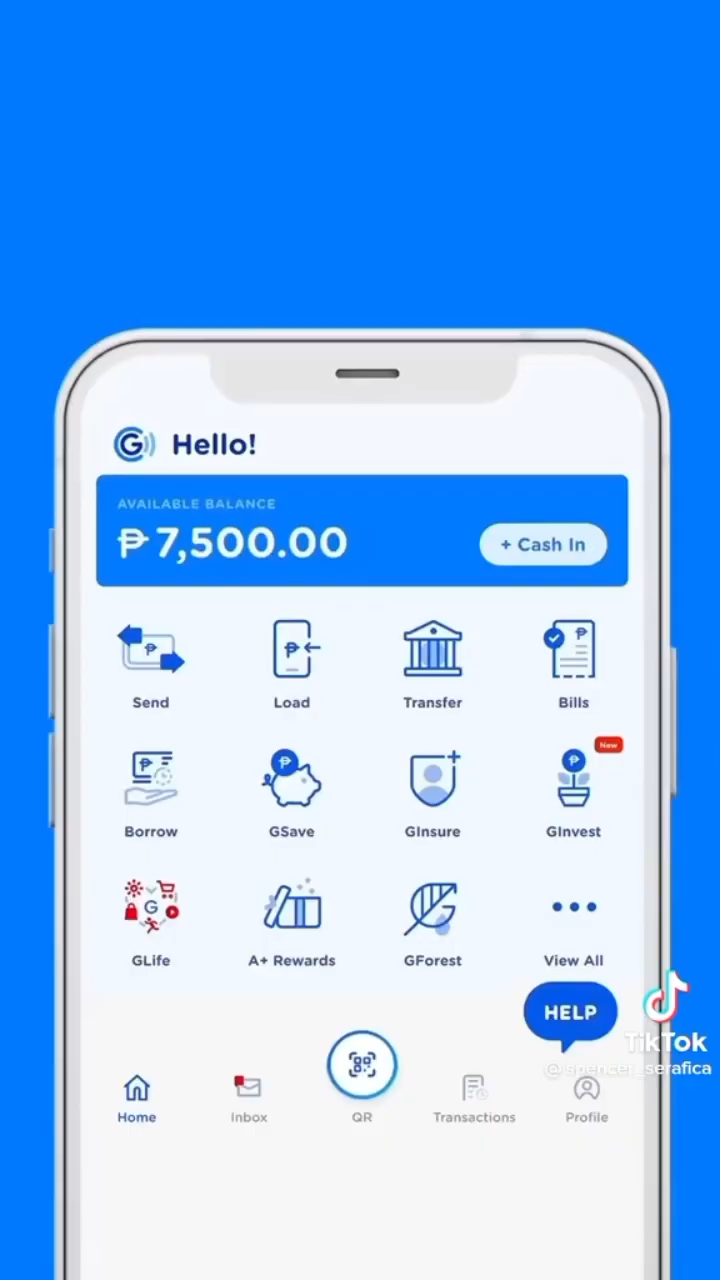 Hello!
AVAILABLE BALANCE
₱7,500.00
+ Cash In
Send
Load
Transfer
Bills
New
Borrow
GSave
GInsure
GInvest
GLife
A+ Rewards
GForest
View All
HELP
TikTok
@spencer_serafica
Home
Inbox
QR
Transactions
Profile